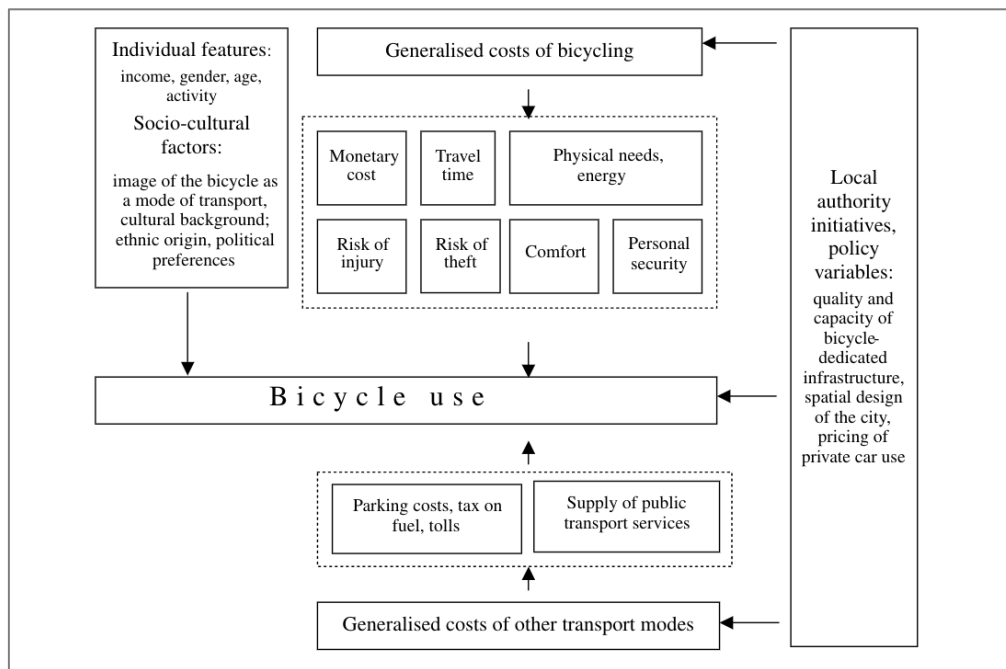 Individual features:
income, gender, age,
activity
Socio-cultural
factors:
image of the bicycle as
a mode of transport,
cultural background;
ethnic origin, political
preferences
Generalised costs of bicycling
Monetary
cost
Travel
time
Physical needs,
energy
Risk of
injury
Risk of
theft
Comfort
Personal
security
Local
authority
initiatives,
policy
variables:
quality and
capacity of
bicycle-
dedicated
infrastructure,
spatial design
of the city,
pricing of
private car use
Bicycle use
Parking costs, tax on
fuel, tolls
Supply of public
transport services
Generalised costs of other transport modes